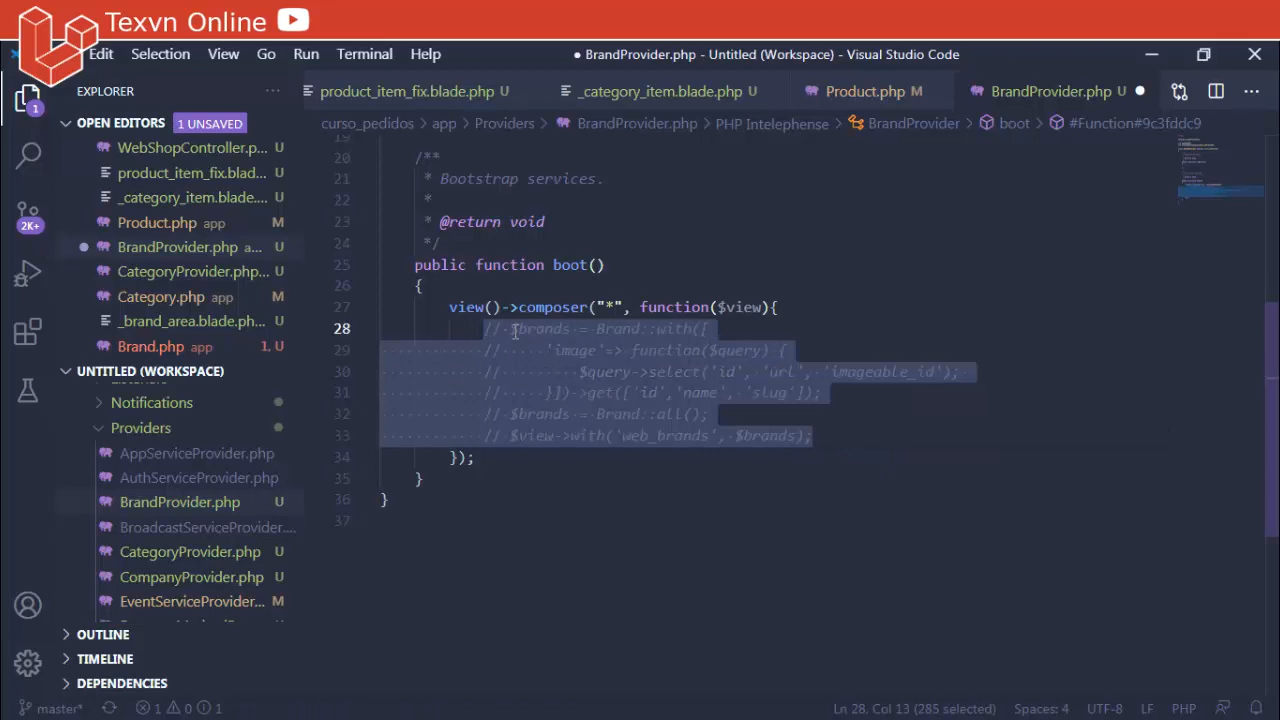 Texvn Online
Edit Selection View Go Run Terminal Help
● BrandProvider.php - Untitled (Workspace) - Visual Studio Code
EXPLORER
product_item_fix.blade.php U
_category_item.blade.php U
Product.php M
BrandProvider.php U
1
OPEN EDITORS 1 UNSAVED
WebShopController.p... U
product_item_fix.blad... U
_category_item.blade.... U
Product.php app M
BrandProvider.php a... U
CategoryProvider.php... U
Category.php app M
_brand_area.blade.ph... U
Brand.php app 1, U
2K+
UNTITLED (WORKSPACE)
Notifications
Providers
AppServiceProvider.php
AuthServiceProvider.php
BrandProvider.php U
BroadcastServiceProvider....
CategoryProvider.php U
CompanyProvider.php U
EventServiceProvider... M
OUTLINE
TIMELINE
DEPENDENCIES
curso_pedidos > app > Providers > BrandProvider.php > PHP Intelephense > BrandProvider > boot > #Function#9c3fddc9
19
20 /**
21 * Bootstrap services.
22 *
23 * @return void
24 */
25 public function boot()
26 {
27 view()->composer("*", function($view){
28 // $brands = Brand::with([
29 // 'image'=> function($query) {
30 // $query->select('id', 'url', 'imageable_id');
31 // }])->get(['id','name', 'slug']);
32 // $brands = Brand::all();
33 // $view->with('web_brands', $brands);
34 });
35 }
36 }
37
master* 1 0 1
Ln 28, Col 13 (285 selected) Spaces: 4 UTF-8 LF PHP